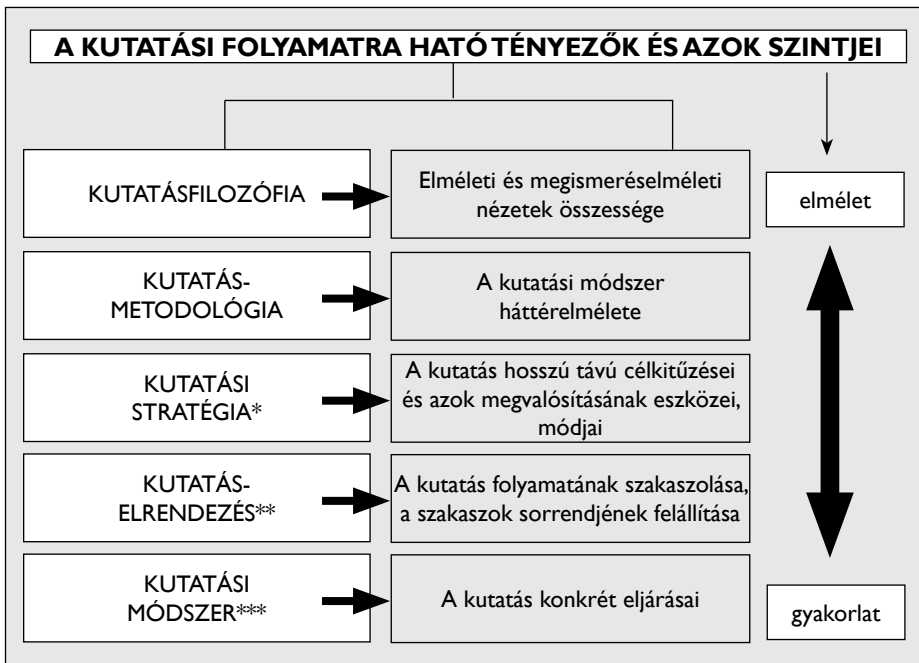 A KUTATÁSI FOLYAMATRA HATÓ TÉNYEZŐK ÉS AZOK SZINTJEI
KUTATÁSFILOZÓFIA
Elméleti és megismeréselméleti
nézetek összessége
elmélet
KUTATÁS-
METODOLÓGIA
A kutatási módszer
háttérelmélete
KUTATÁSI
STRATÉGIA*
A kutatás hosszú távú célkitűzései
és azok megvalósításának eszközei,
módjai
KUTATÁS-
ELRENDEZÉS**
A kutatás folyamatának szakaszolása,
a szakaszok sorrendjének felállítása
KUTATÁSI
MÓDSZER***
A kutatás konkrét eljárásai
gyakorlat